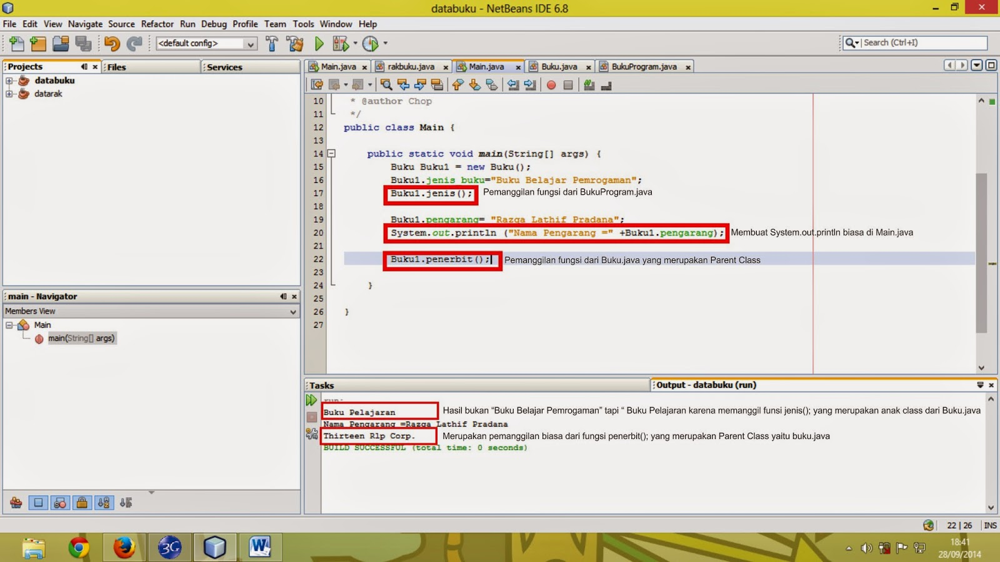 databuku - NetBeans IDE 6.8
File Edit View Navigate Source Refactor Run Debug Profile Team Tools Window Help
<default config>
Search (Ctrl+I)
Projects
Files
Services
databuku
datarak
Main.java
rakbuku.java
Main.java
Buku.java
BukuProgram.java
10 * @author Chop
11 */
12 public class Main {
13
14 public static void main(String[] args) {
15 Buku Buku1 = new Buku();
16 Buku1.jenis_buku="Buku Belajar Pemrogaman";
17 Buku1.jenis(); Pemanggilan fungsi dari BukuProgram.java
18
19 Buku1.pengarang= "Razga Lathif Pradana";
20 System.out.println ("Nama Pengarang =" +Buku1.pengarang); Membuat System.out.println biasa di Main.java
21
22 Buku1.penerbit(); Pemanggilan fungsi dari Buku.java yang merupakan Parent Class
23
24 }
25
26 }
27
main - Navigator
Members View
Main
main(String[] args)
Tasks
Output - databuku (run)
run:
Buku Pelajaran Hasil bukan “Buku Belajar Pemrogaman” tapi “ Buku Pelajaran karena memanggil funsi jenis(); yang merupakan anak class dari Buku.java
Nama Pengarang =Razga Lathif Pradana
Thirteen Rlp Corp. Merupakan pemanggilan biasa dari fungsi penerbit(); yang merupakan Parent Class yaitu buku.java
BUILD SUCCESSFUL (total time: 0 seconds)
22 | 26 INS
3G
W
18:41
28/09/2014